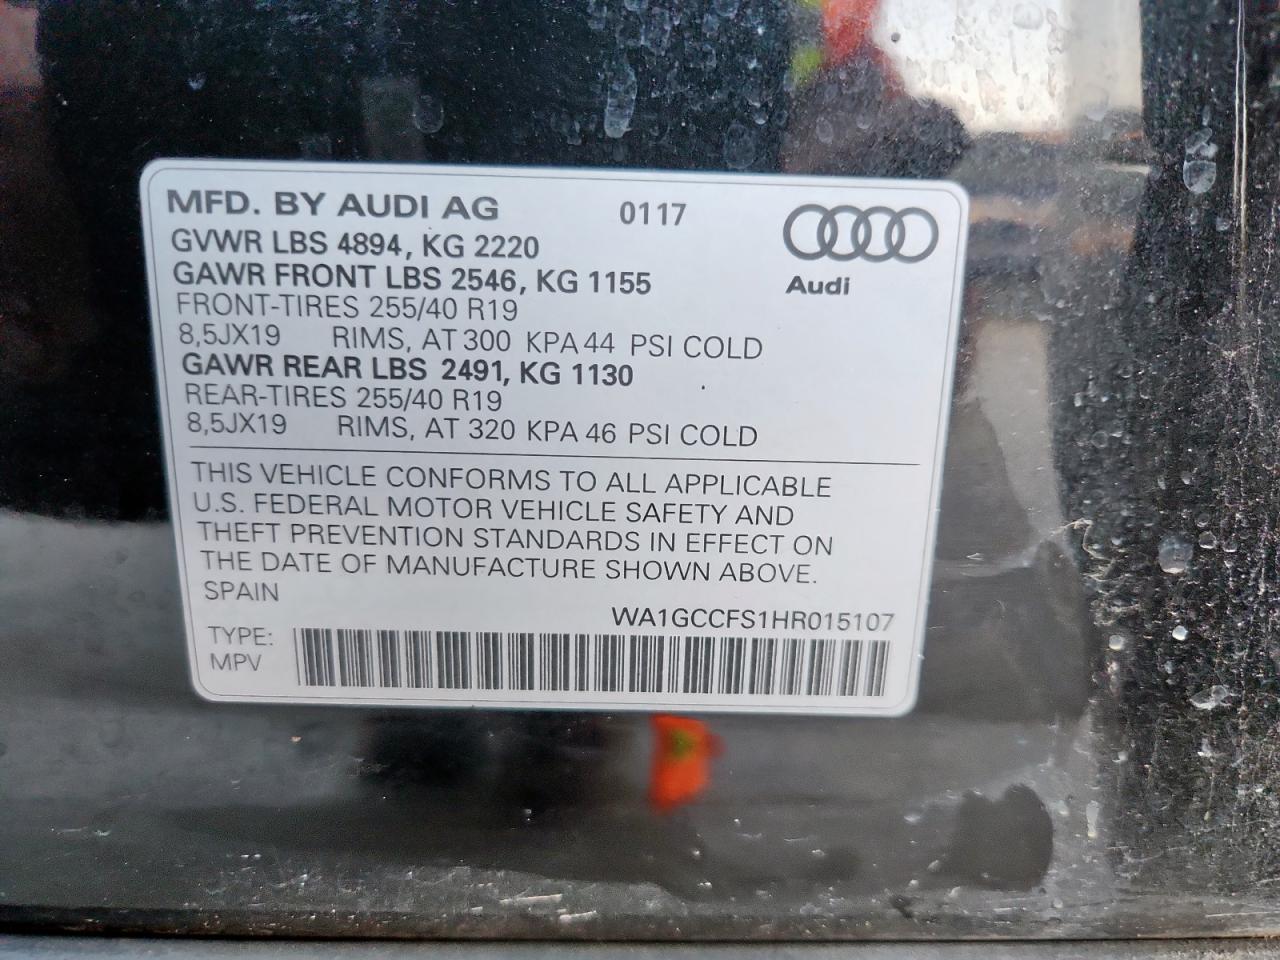 MFD. BY AUDI AG 0117
GVWR LBS 4894, KG 2220
GAWR FRONT LBS 2546, KG 1155
Audi
FRONT-TIRES 255/40 R19
8,5JX19 RIMS, AT 300 KPA 44 PSI COLD
GAWR REAR LBS 2491, KG 1130
REAR-TIRES 255/40 R19
8,5JX19 RIMS, AT 320 KPA 46 PSI COLD
THIS VEHICLE CONFORMS TO ALL APPLICABLE
U.S. FEDERAL MOTOR VEHICLE SAFETY AND
THEFT PREVENTION STANDARDS IN EFFECT ON
THE DATE OF MANUFACTURE SHOWN ABOVE.
SPAIN
WA1GCCFS1HR015107
TYPE:
MPV